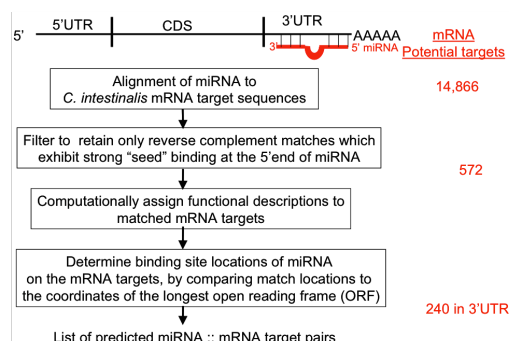 5'
5'UTR
CDS
3'UTR
AAAAA
3'
5' miRNA
mRNA
Potential targets
Alignment of miRNA to
C. intestinalis mRNA target sequences
14,866
Filter to retain only reverse complement matches which
exhibit strong “seed” binding at the 5'end of miRNA
572
Computationally assign functional descriptions to
matched mRNA targets
Determine binding site locations of miRNA
on the mRNA targets, by comparing match locations to
the coordinates of the longest open reading frame (ORF)
240 in 3'UTR
List of predicted miRNA :: mRNA target pairs